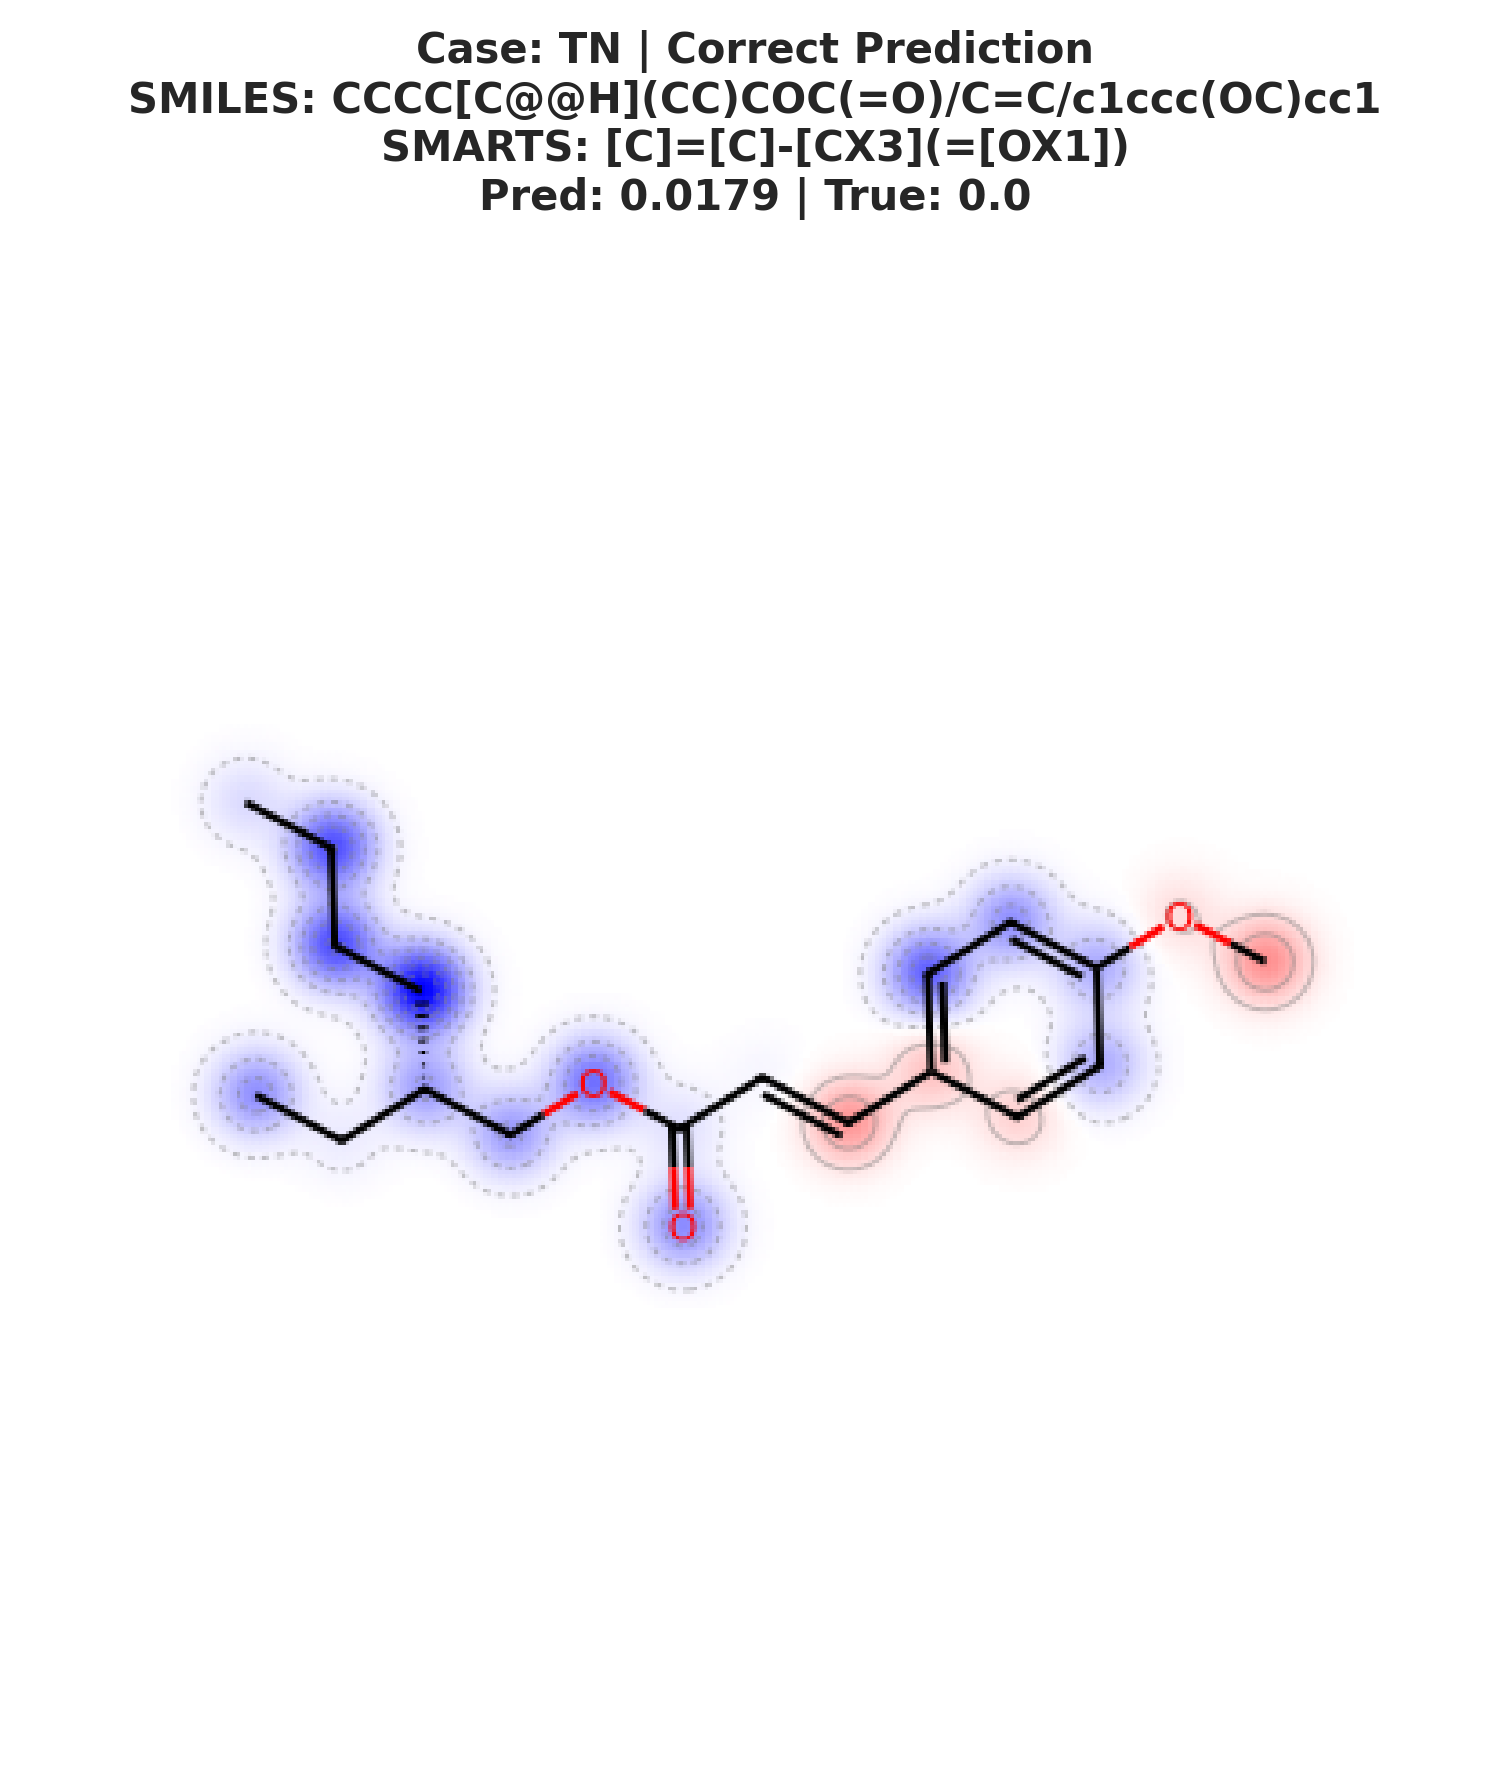 Case: TN | Correct Prediction
SMILES: CCCC[C@@H](CC)COC(=O)/C=C/c1ccc(OC)cc1
SMARTS: [C]=[C]-[CX3](=[OX1])
Pred: 0.0179 | True: 0.0
O
O
O